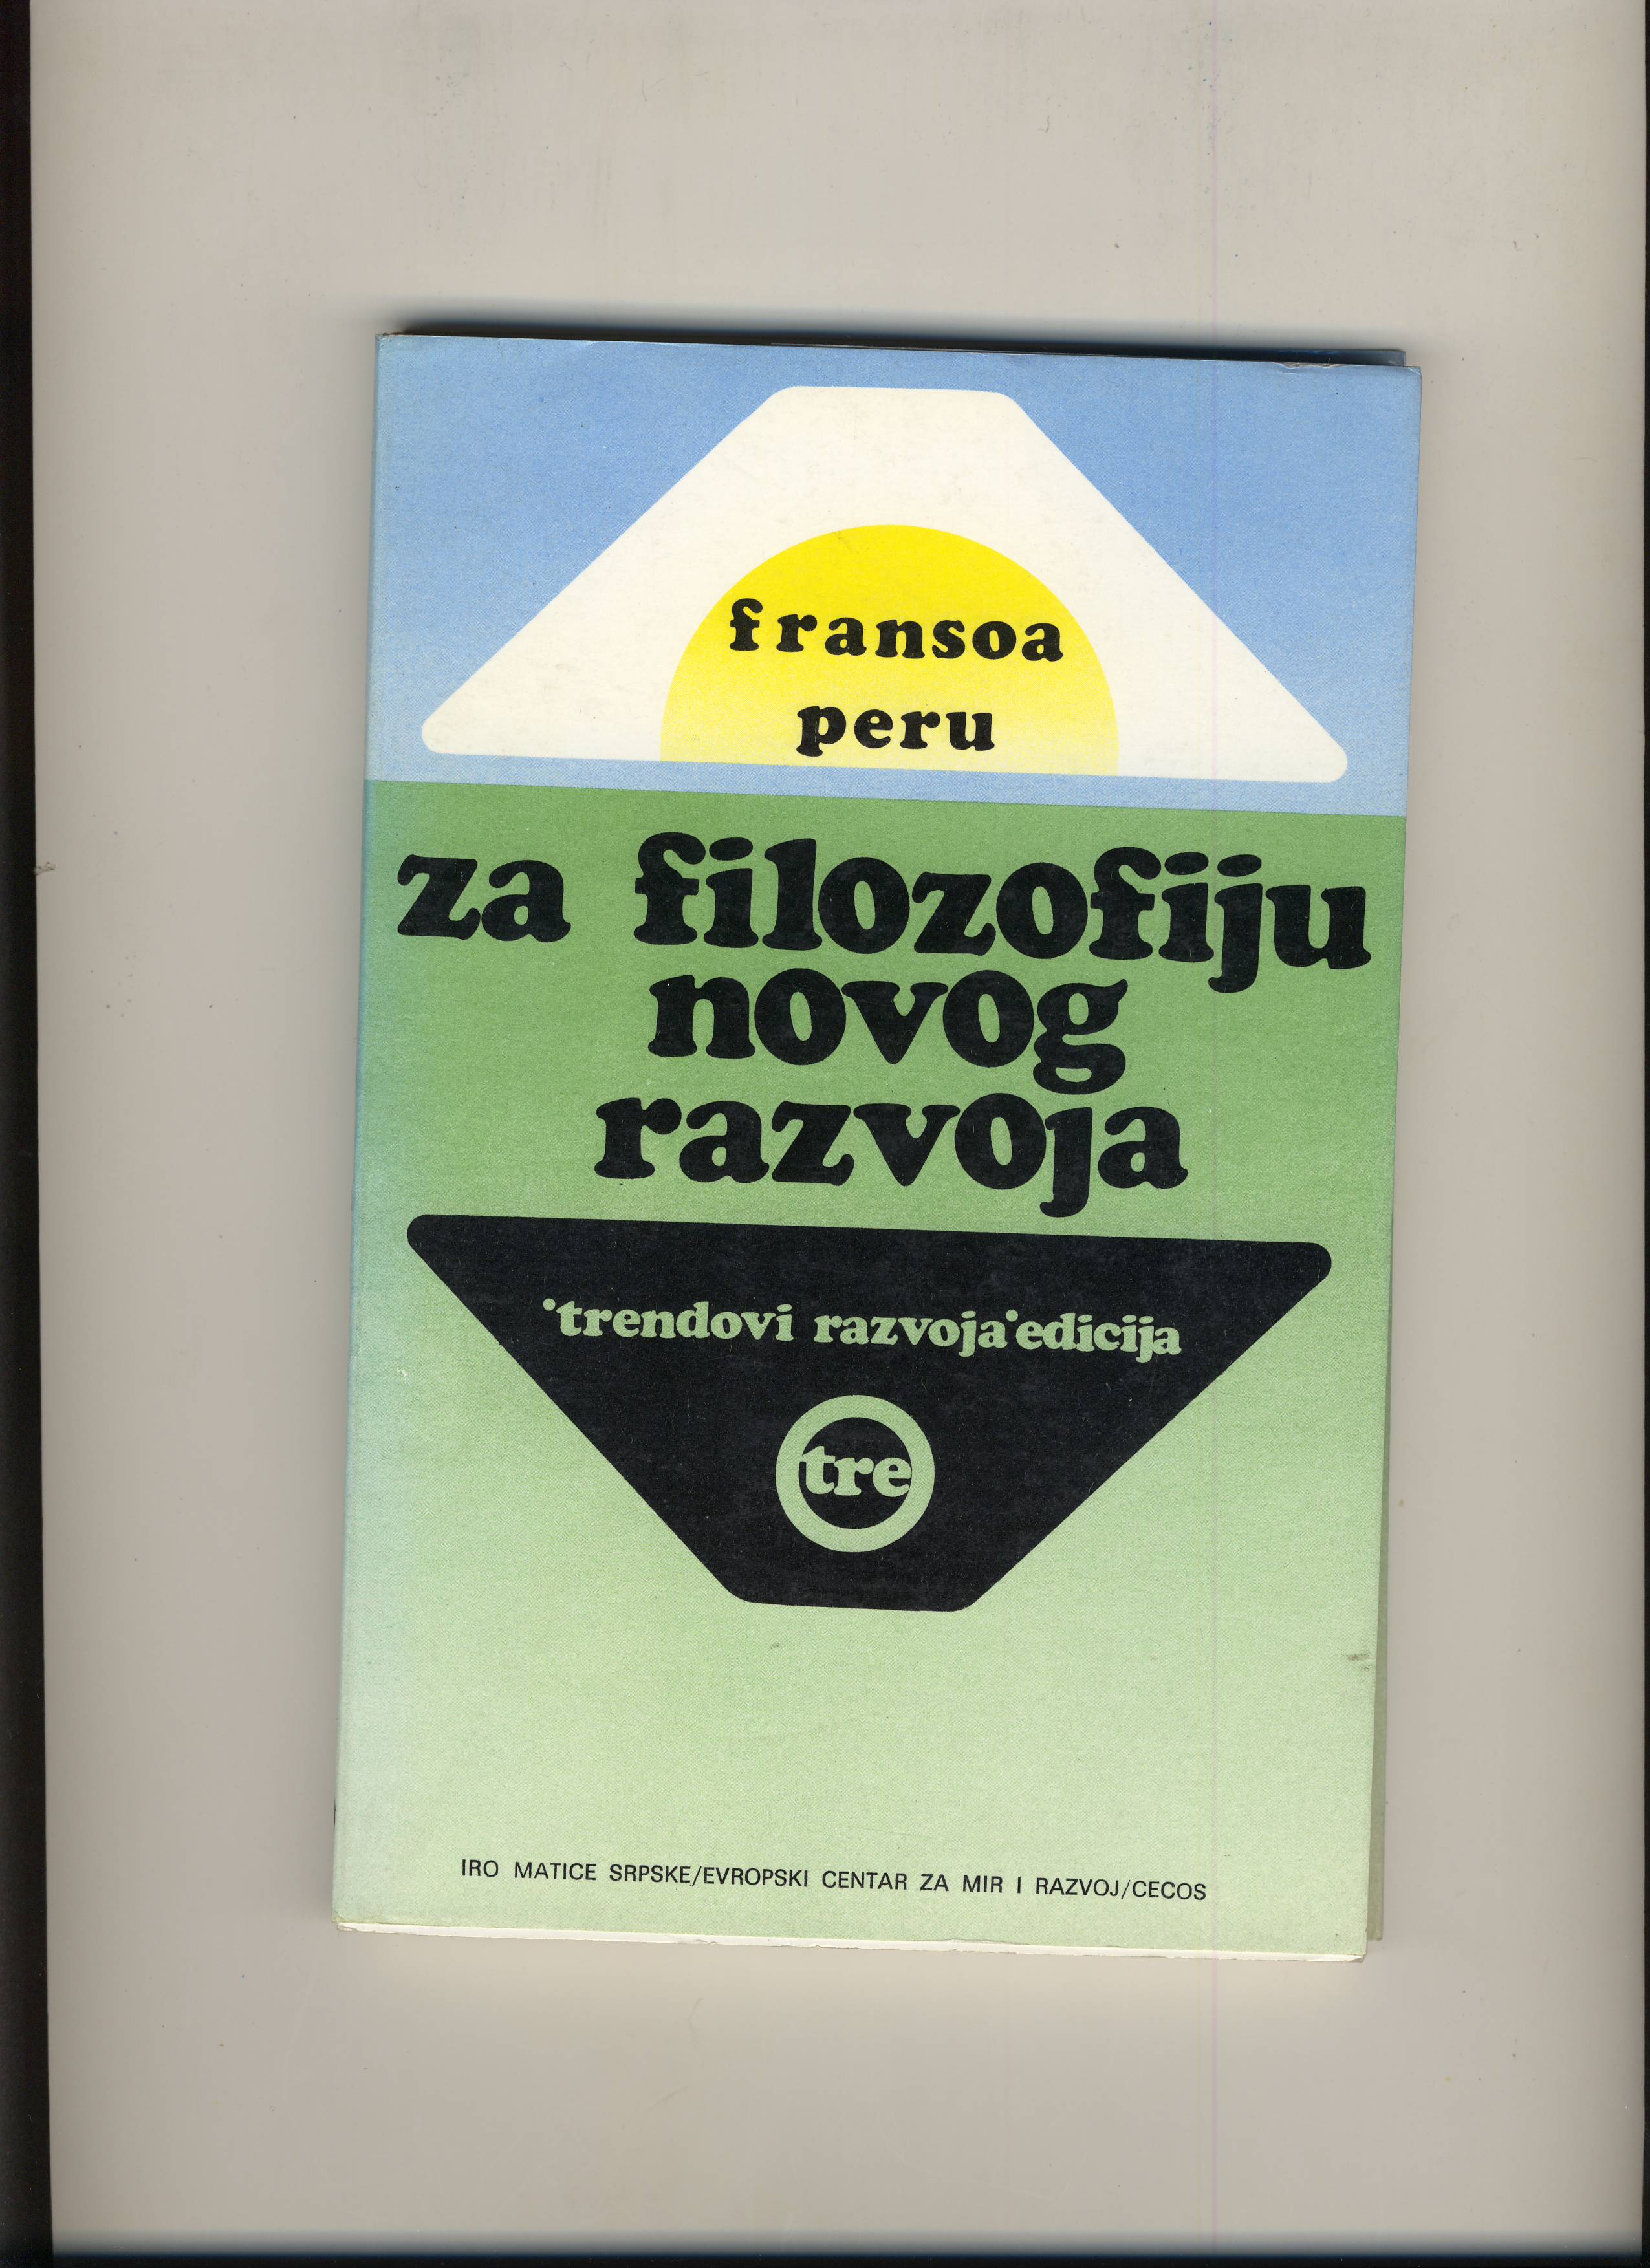 fransoa
peru
za filozofiju
novog
razvoja
•trendovi razvoja•edicija
tre
IRO MATICE SRPSKE/EVROPSKI CENTAR ZA MIR I RAZVOJ/CECOS